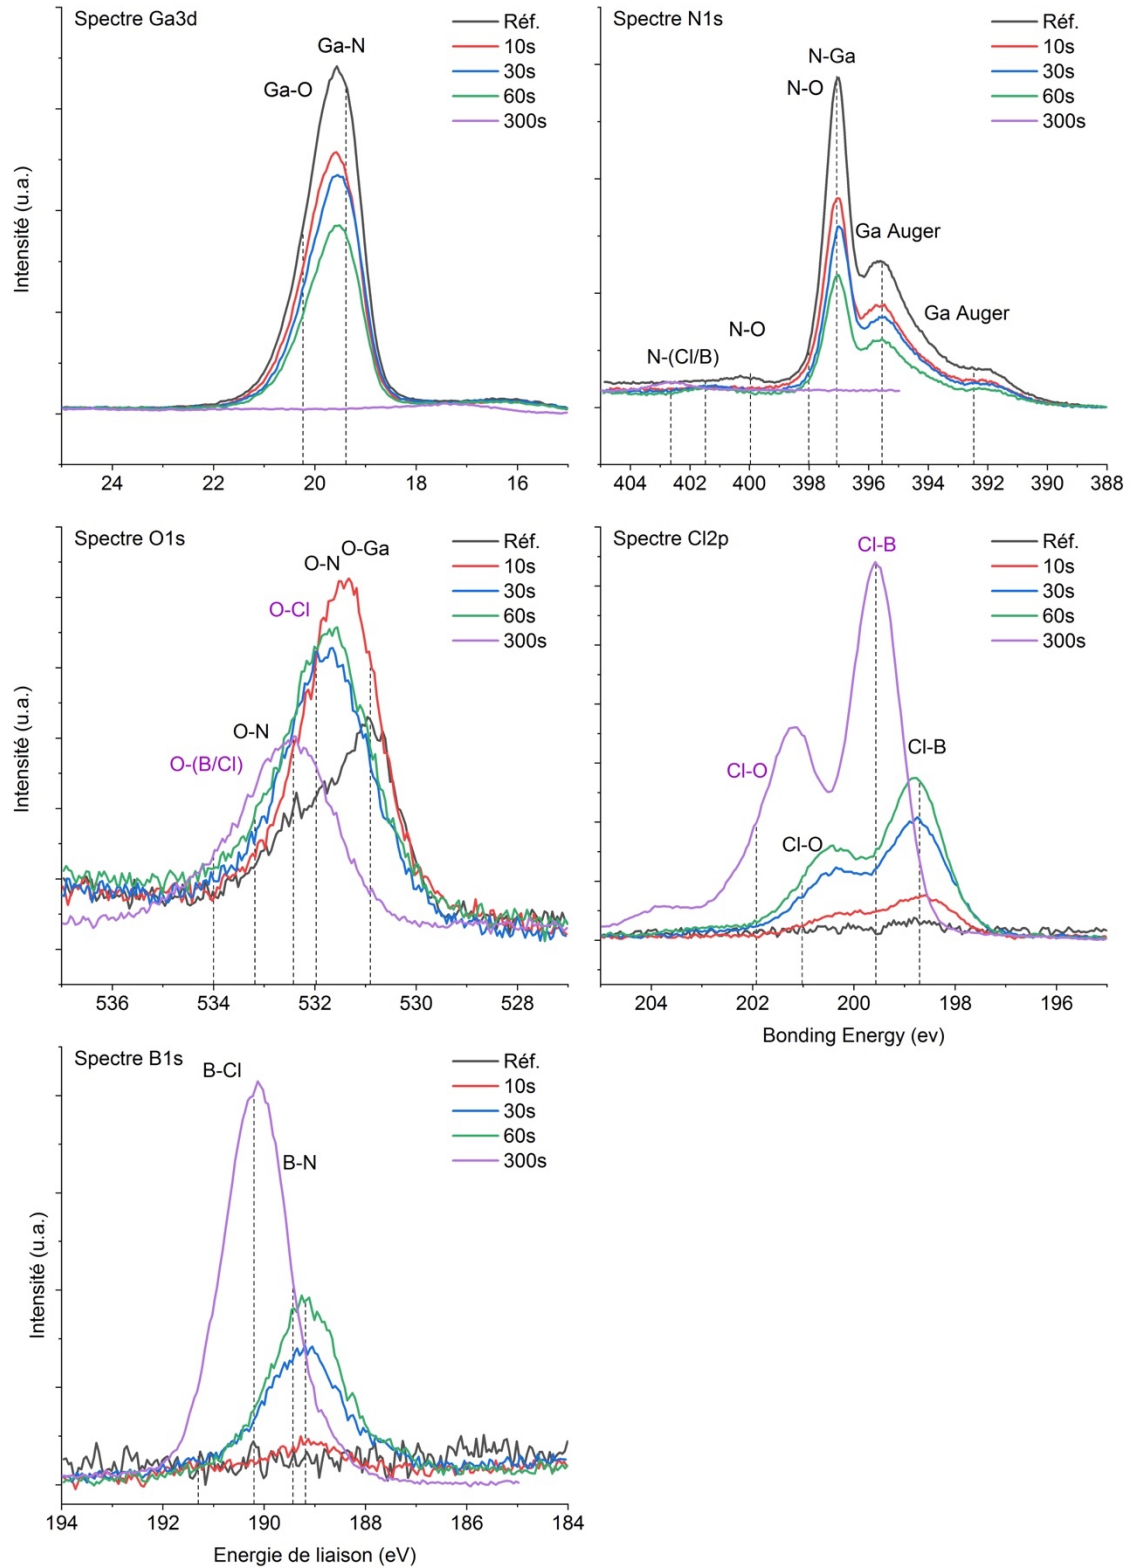 Spectre Ga3d
Réf.
10s
30s
60s
300s
Ga-N
Ga-O
Intensité (u.a.)
24 22 20 18 16
Spectre N1s
Réf.
10s
30s
60s
300s
N-Ga
N-O
Ga Auger
Ga Auger
N-O
N-(Cl/B)
404 402 400 398 396 394 392 390 388
Spectre O1s
Réf.
10s
30s
60s
300s
O-Ga
O-N
O-Cl
O-N
O-(B/Cl)
Intensité (u.a.)
536 534 532 530 528
Spectre Cl2p
Réf.
10s
30s
60s
300s
Cl-B
Cl-B
Cl-O
Cl-O
204 202 200 198 196
Bonding Energy (ev)
Spectre B1s
Réf.
10s
30s
60s
300s
B-Cl
B-N
Intensité (u.a.)
194 192 190 188 186 184
Energie de liaison (eV)